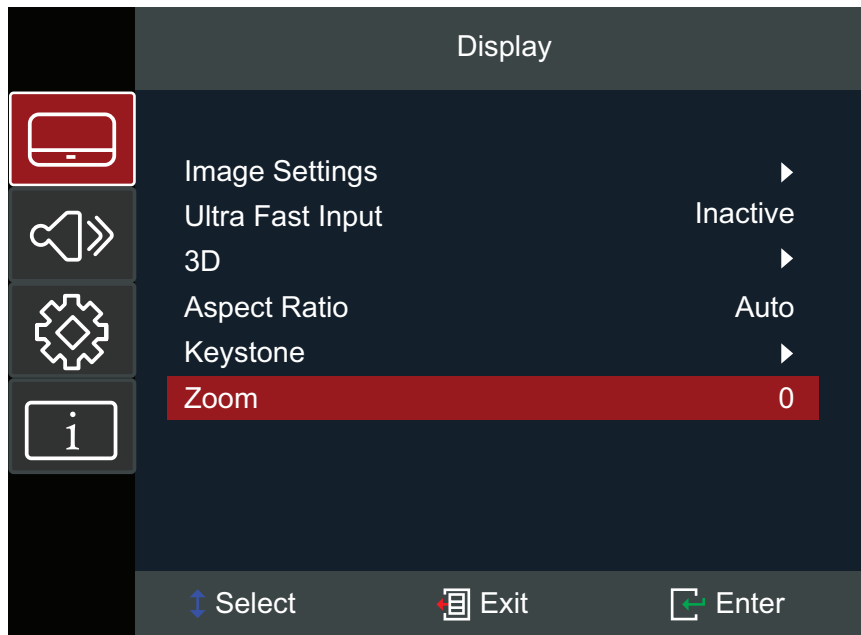 Display
Image Settings
Ultra Fast Input Inactive
3D
Aspect Ratio Auto
Keystone
Zoom 0
i
Select Exit Enter